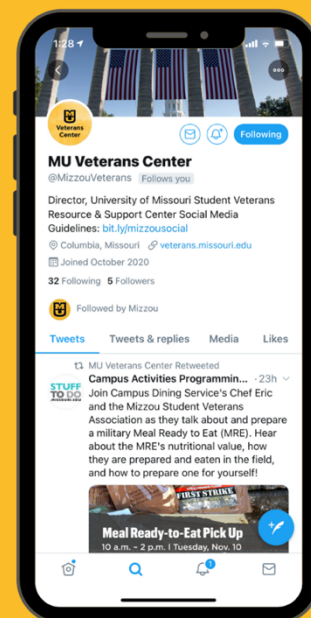 1:28
Veterans
Center
Following
MU Veterans Center
@MizzouVeterans Follows you
Director, University of Missouri Student Veterans
Resource & Support Center Social Media
Guidelines: bit.ly/mizzousocial
Columbia, Missouri veterans.missouri.edu
Joined October 2020
32 Following 5 Followers
Followed by Mizzou
Tweets Tweets & replies Media Likes
MU Veterans Center Retweeted
STUFF
TO DO
Campus Activities Programmin... · 23h
Join Campus Dining Service's Chef Eric
and the Mizzou Student Veterans
Association as they talk about and prepare
a military Meal Ready to Eat (MRE). Hear
about the MRE's nutritional value, how
they are prepared and eaten in the field,
and how to prepare one for yourself!
FIRST STRIKE
Meal Ready-to-Eat Pick Up
10 a.m. – 2 p.m. I Tuesday, Nov. 10